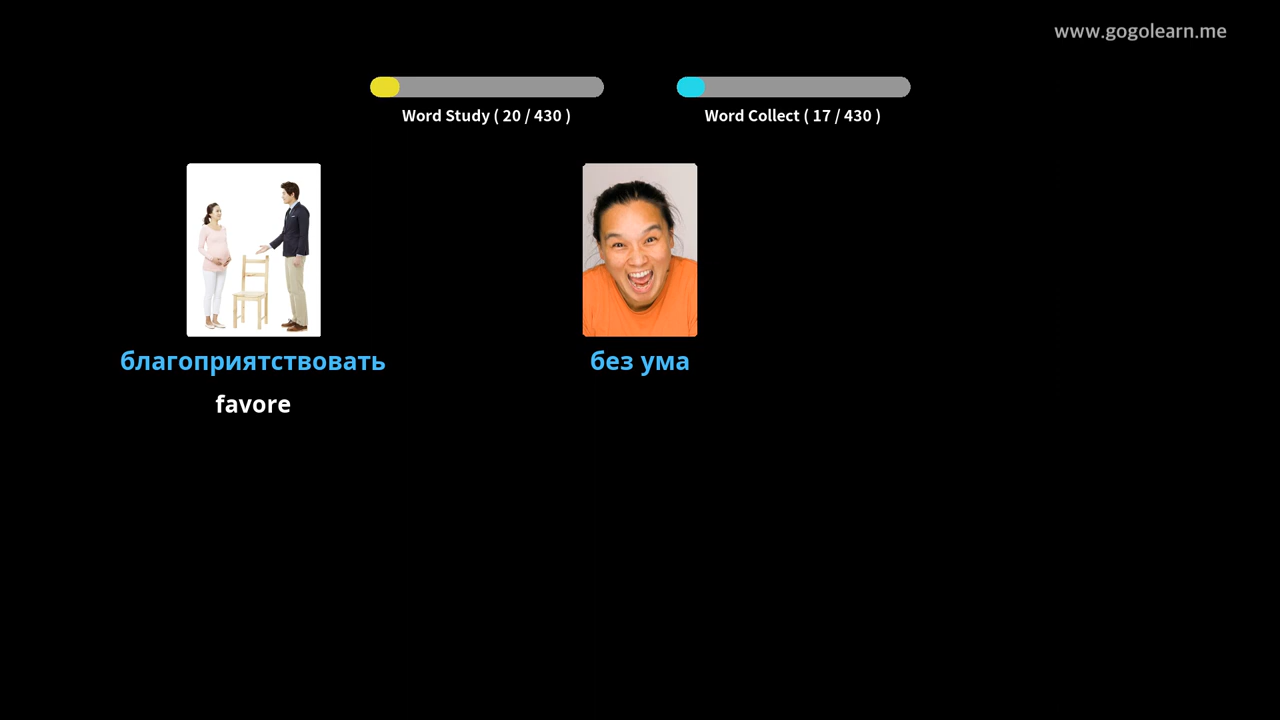 www.gogolearn.me
Word Study ( 20 / 430 )
Word Collect ( 17 / 430 )
благоприятствовать
без ума
favore